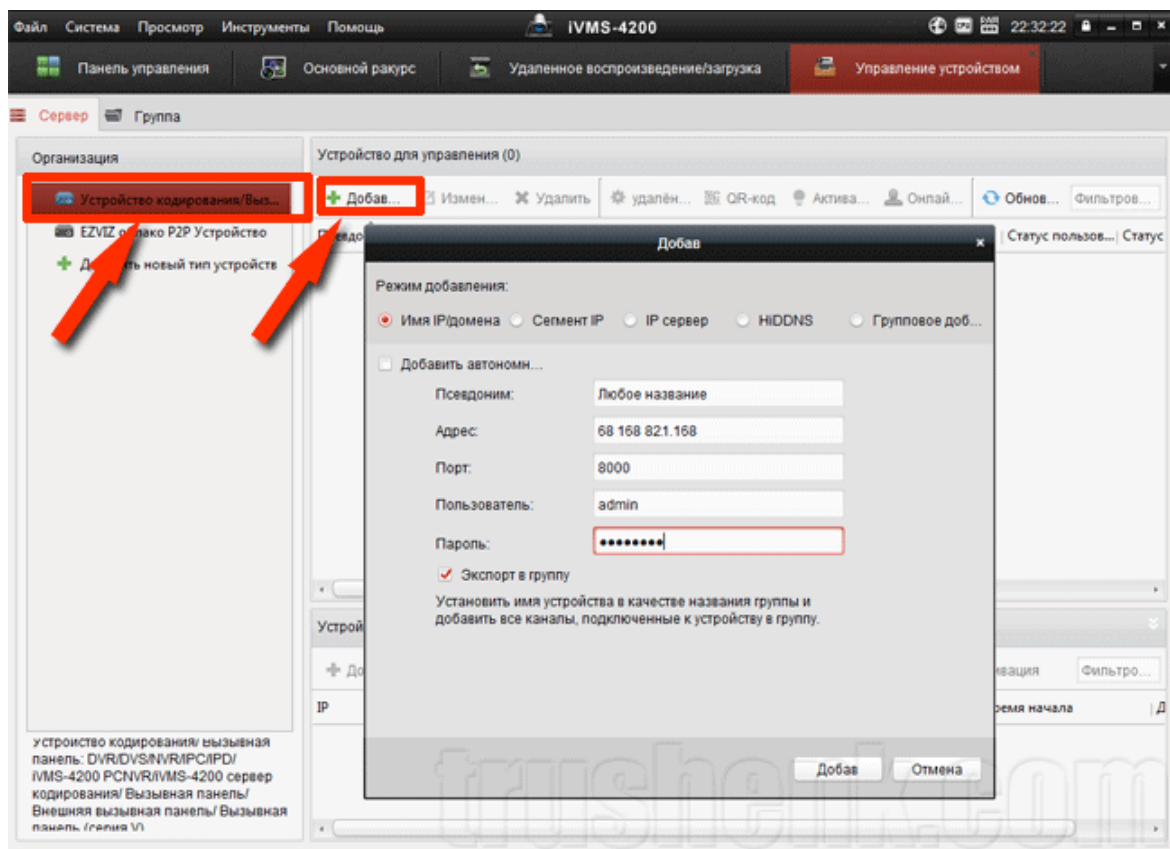 Файл Система Просмотр Инструменты Помощь iVMS-4200 22:32:22
Панель управления Основной ракурс Удаленное воспроизведение/загрузка Управление устройством
Сервер Группа
Организация
Устройство кодирования/Выз...
EZVIZ облако P2P Устройство
новый тип устройств
Устройство для управления (0)
Добав... Измен... Удалить удалён... QR-код Актива... Онлай... Обнов... Фильтров...
Статус пользов... Статус
Добав
Режим добавления:
Имя IP/домена Сегмент IP IP сервер HiDDNS Групповое доб...
Добавить автономн...
Псевдоним: Любое название
Адрес: 68 168 82.1.168
Порт: 8000
Пользователь: admin
Пароль: ••••••••
Экспорт в группу
Установить имя устройства в качестве названия группы и
добавить все каналы, подключенные к устройству в группу.
Добав Отмена
Устрой
До
ивация Фильтро...
IP
ремя начала Д
Устройство кодирования/ Вызывная
панель: DVR/DVS/NVR/IPC/IPD/
iVMS-4200 PCNVR/iVMS-4200 сервер
кодирования/ Вызывная панель/
Внешняя вызывная панель/ Вызывная
панель (серия V)
trushenk.com